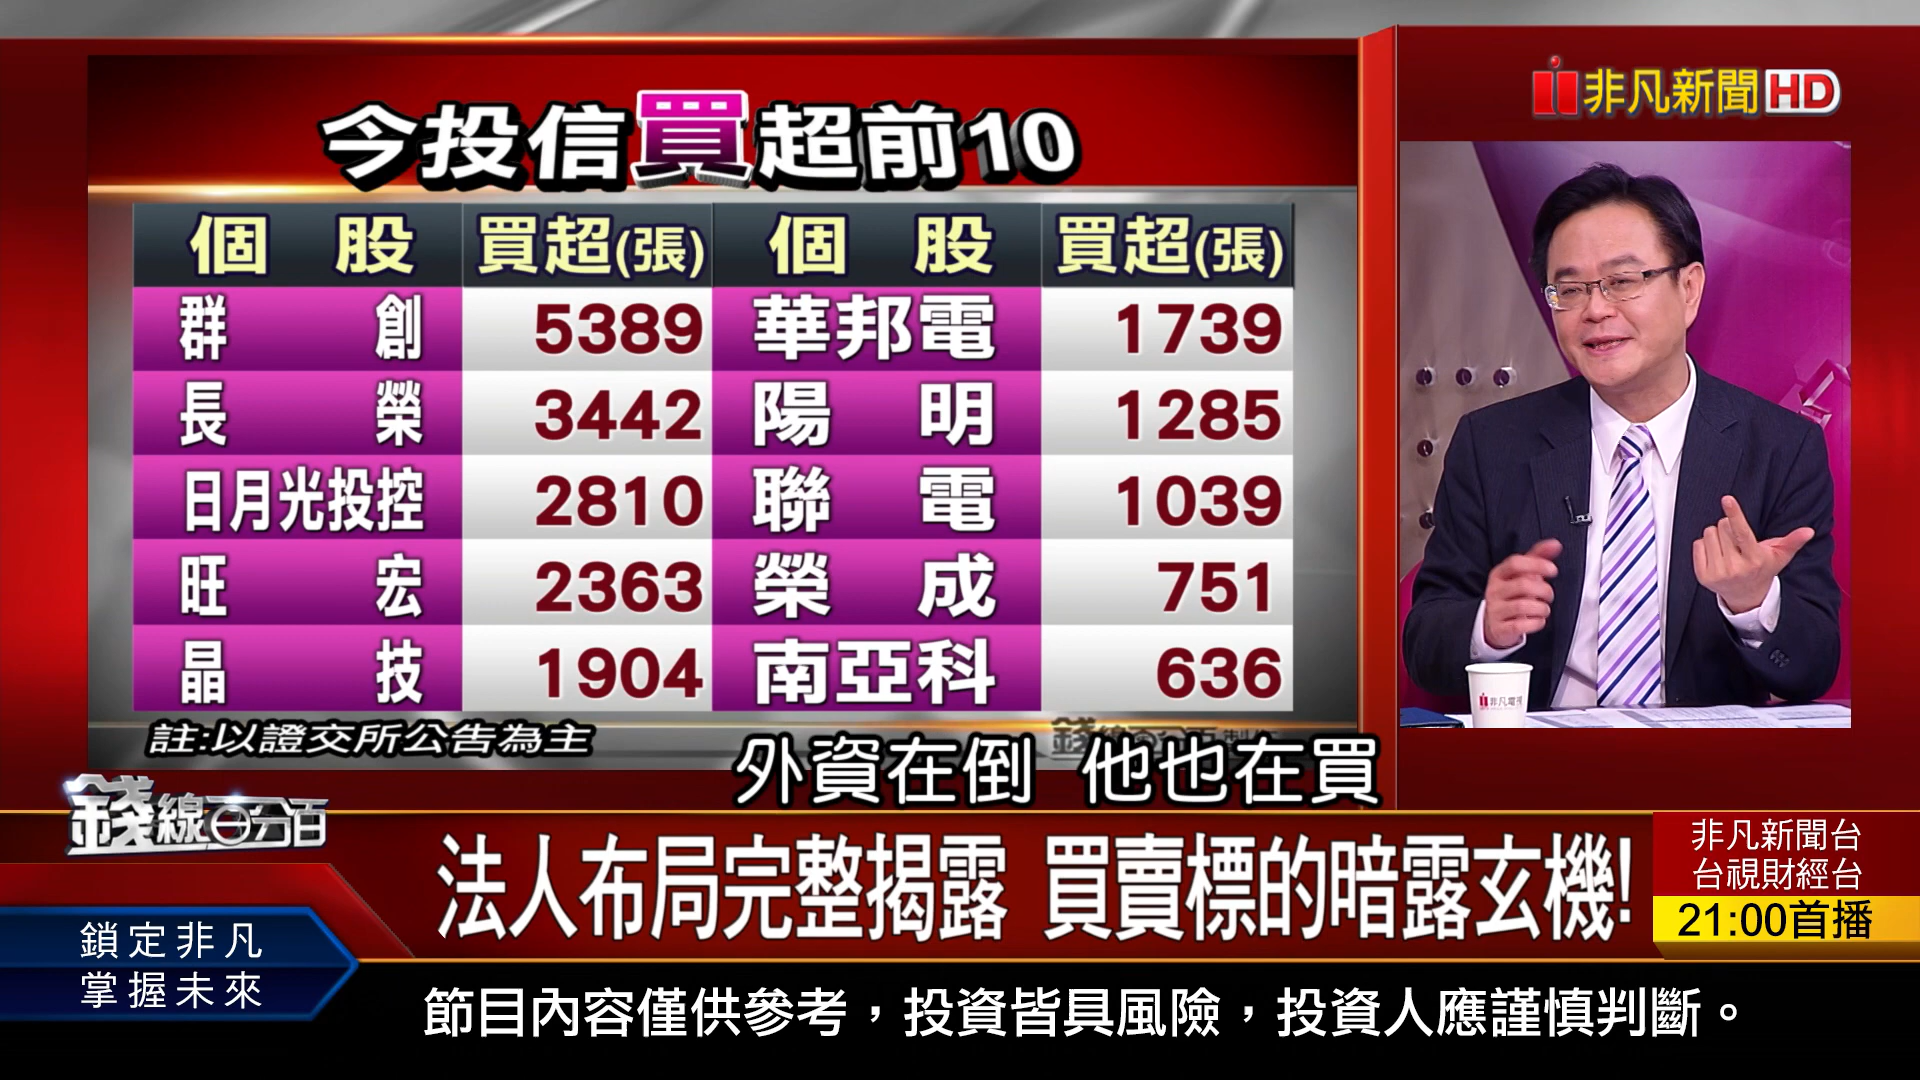 今投信買超前10
非凡新聞HD
個股 買超(張) 個股 買超(張)
群創 5389 華邦電 1739
長榮 3442 陽明 1285
日月光投控 2810 聯電 1039
旺宏 2363 榮成 751
晶技 1904 南亞科 636
註:以證交所公告為主
外資在倒 他也在買
非凡電視
錢線百分百
法人布局完整揭露 買賣標的暗露玄機!
非凡新聞台
台視財經台
21:00首播
鎖定非凡
掌握未來
節目內容僅供參考，投資皆具風險，投資人應謹慎判斷。